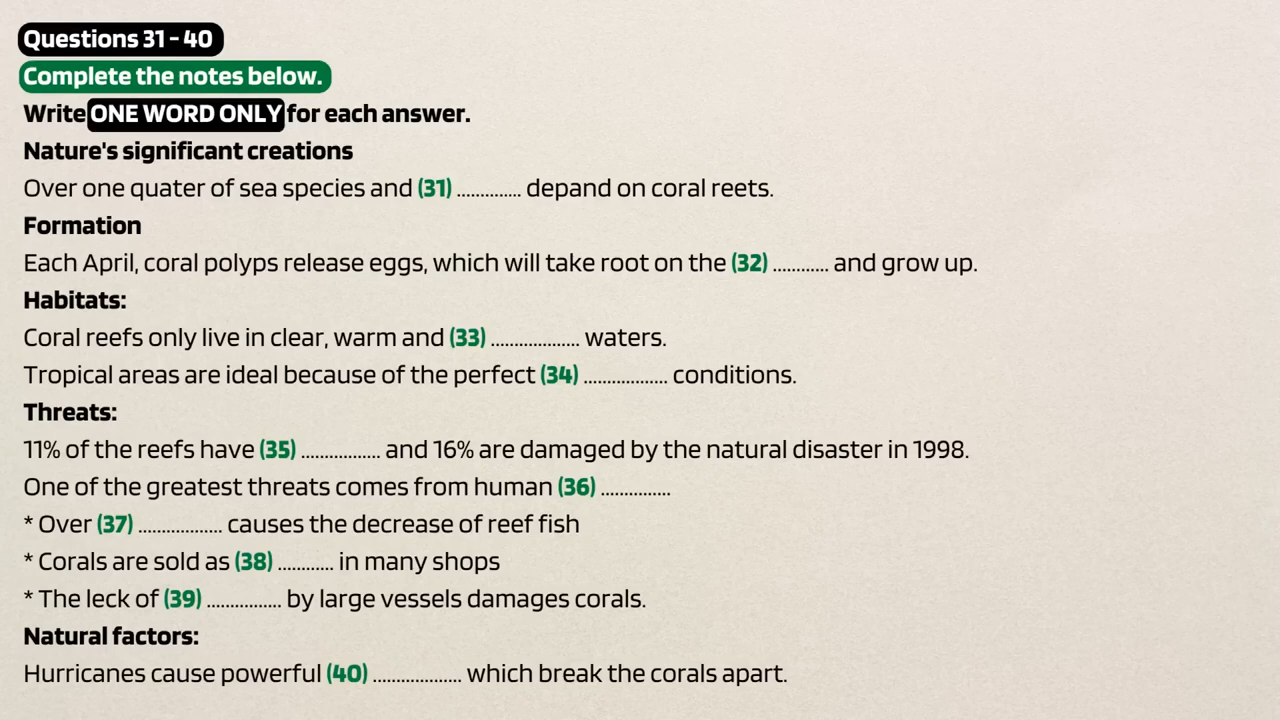 Questions 31 - 40
Complete the notes below.
Write ONE WORD ONLY for each answer.
Nature's significant creations
Over one quater of sea species and (31) ............. depand on coral reets.
Formation
Each April, coral polyps release eggs, which will take root on the (32) ............ and grow up.
Habitats:
Coral reefs only live in clear, warm and (33) ................... waters.
Tropical areas are ideal because of the perfect (34) .................. conditions.
Threats:
11% of the reefs have (35) ................. and 16% are damaged by the natural disaster in 1998.
One of the greatest threats comes from human (36) ...............
* Over (37) .................. causes the decrease of reef fish
* Corals are sold as (38) ............ in many shops
* The leck of (39) ................ by large vessels damages corals.
Natural factors:
Hurricanes cause powerful (40) ................... which break the corals apart.